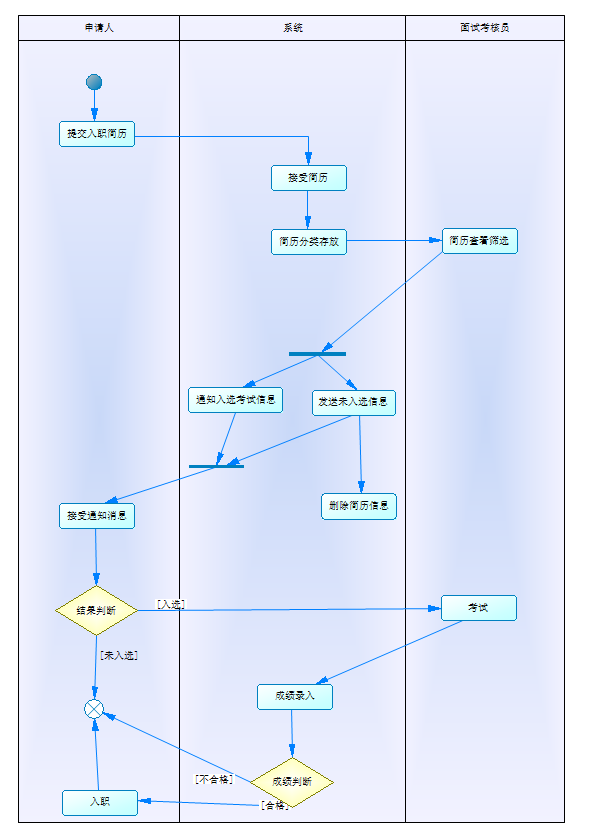 申请人
系统
面试考核员
提交入职简历
接受简历
简历分类存放
简历查看筛选
通知入选考试信息
发送未入选信息
删除简历信息
接受通知消息
结果判断
[入选]
考试
[未入选]
成绩录入
[不合格]
成绩判断
入职
[合格]